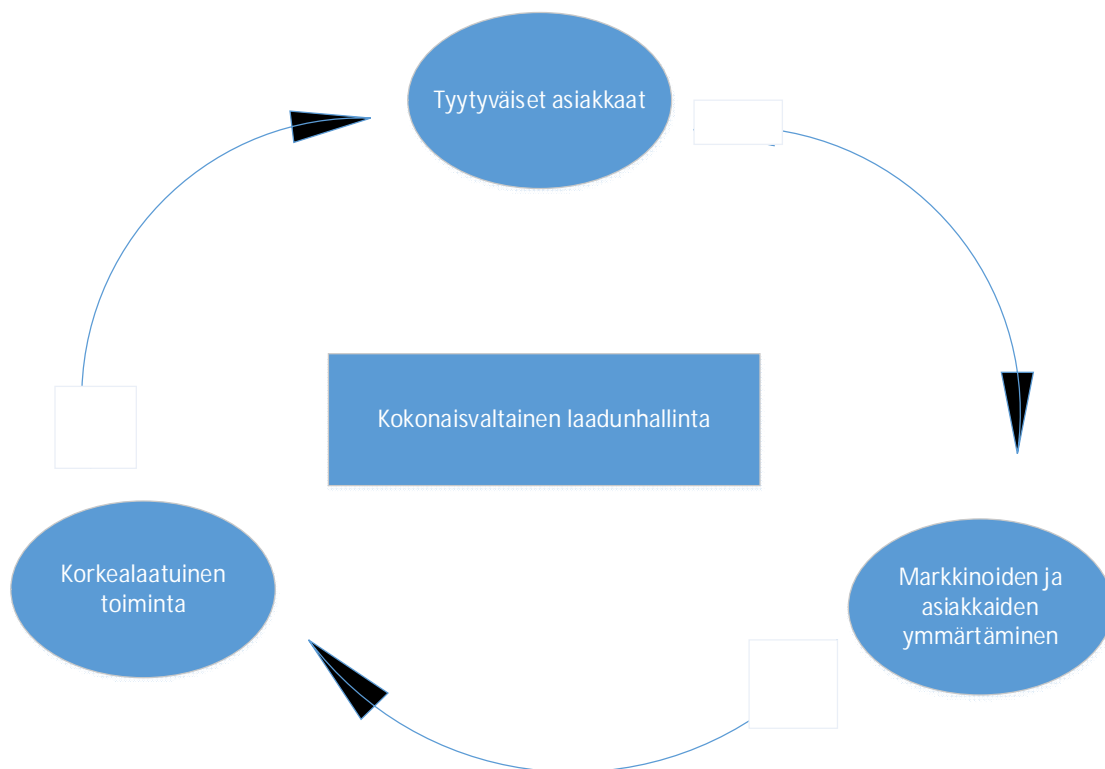 Tyytyväiset asiakkaat
Kokonaisvaltainen laadunhallinta
Korkealaatuinen
toiminta
Markkinoiden ja
asiakkaiden
ymmärtäminen